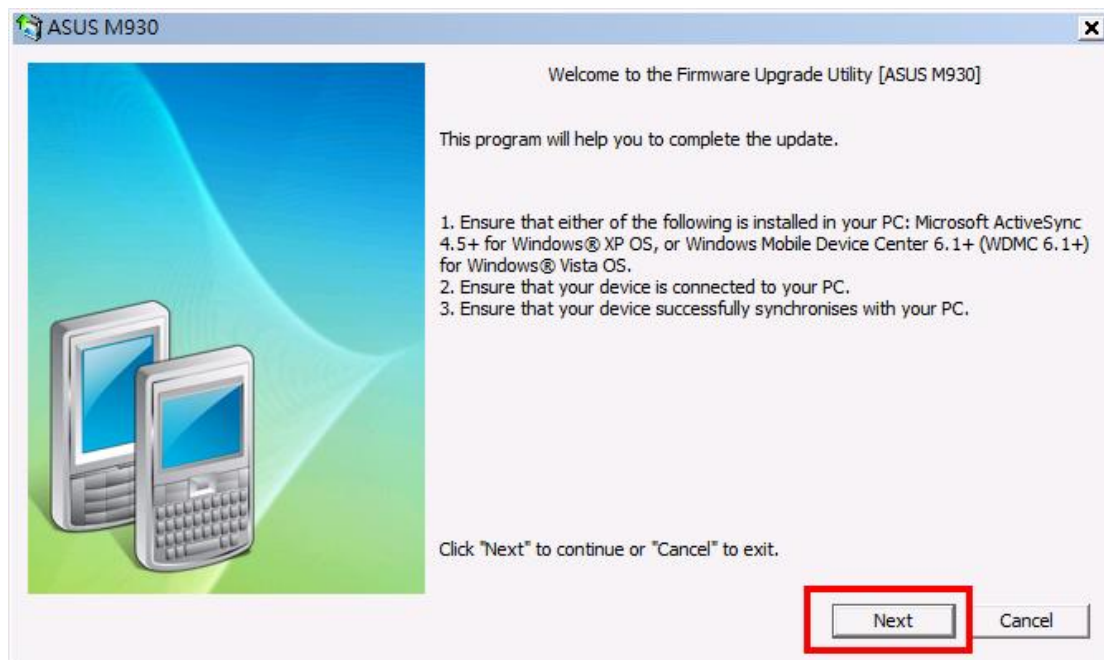 ASUS M930
Welcome to the Firmware Upgrade Utility [ASUS M930]
This program will help you to complete the update.
1. Ensure that either of the following is installed in your PC: Microsoft ActiveSync
4.5+ for Windows® XP OS, or Windows Mobile Device Center 6.1+ (WDMC 6.1+)
for Windows® Vista OS.
2. Ensure that your device is connected to your PC.
3. Ensure that your device successfully synchronises with your PC.
Click "Next" to continue or "Cancel" to exit.
Next Cancel